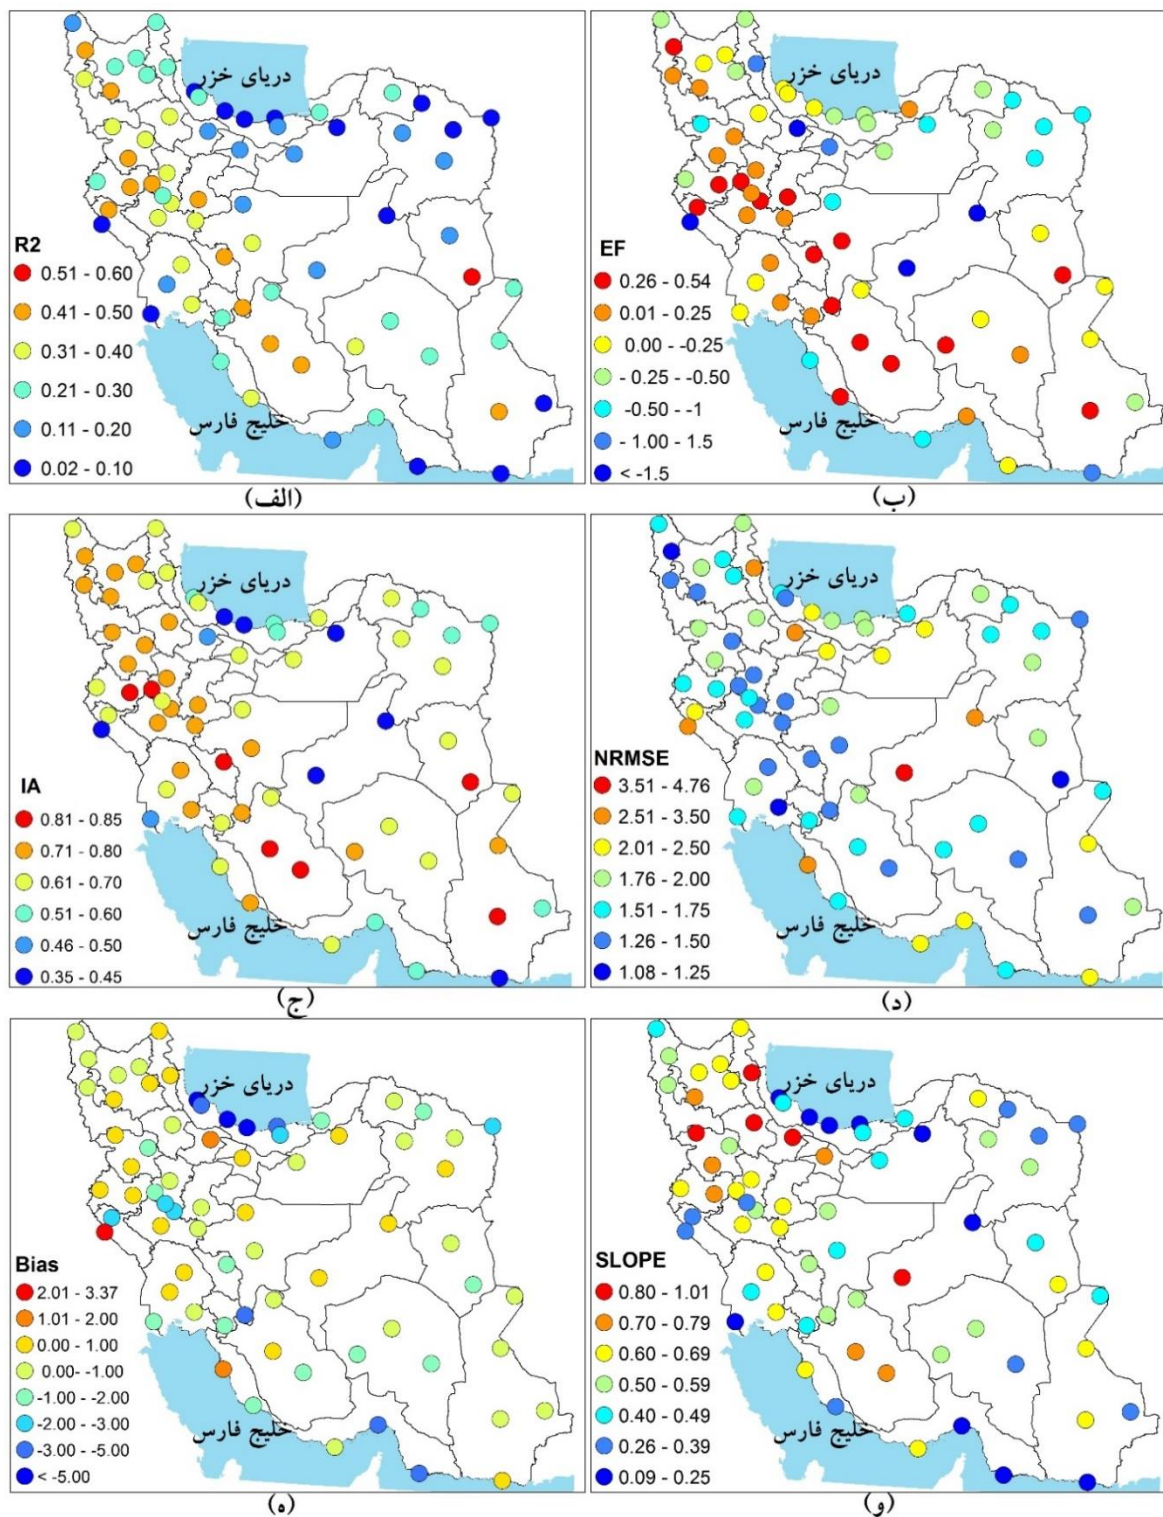 دریای خزر
R2
0.51 - 0.60
0.41 - 0.50
0.31 - 0.40
0.21 - 0.30
0.11 - 0.20
0.02 - 0.10
خلیج فارس
(الف)
دریای خزر
EF
0.26 - 0.54
0.01 - 0.25
0.00 - -0.25
- 0.25 - -0.50
-0.50 - -1
- 1.00 - 1.5
< -1.5
خلیج فارس
(ب)
دریای خزر
IA
0.81 - 0.85
0.71 - 0.80
0.61 - 0.70
0.51 - 0.60
0.46 - 0.50
0.35 - 0.45
خلیج فارس
(ج)
دریای خزر
NRMSE
3.51 - 4.76
2.51 - 3.50
2.01 - 2.50
1.76 - 2.00
1.51 - 1.75
1.26 - 1.50
1.08 - 1.25
خلیج فارس
(د)
دریای خزر
Bias
2.01 - 3.37
1.01 - 2.00
0.00 - 1.00
0.00- -1.00
-1.00 - -2.00
-2.00 - -3.00
-3.00 - -5.00
< -5.00
خلیج فارس
(ه)
دریای خزر
SLOPE
0.80 - 1.01
0.70 - 0.79
0.60 - 0.69
0.50 - 0.59
0.40 - 0.49
0.26 - 0.39
0.09 - 0.25
خلیج فارس
(و)